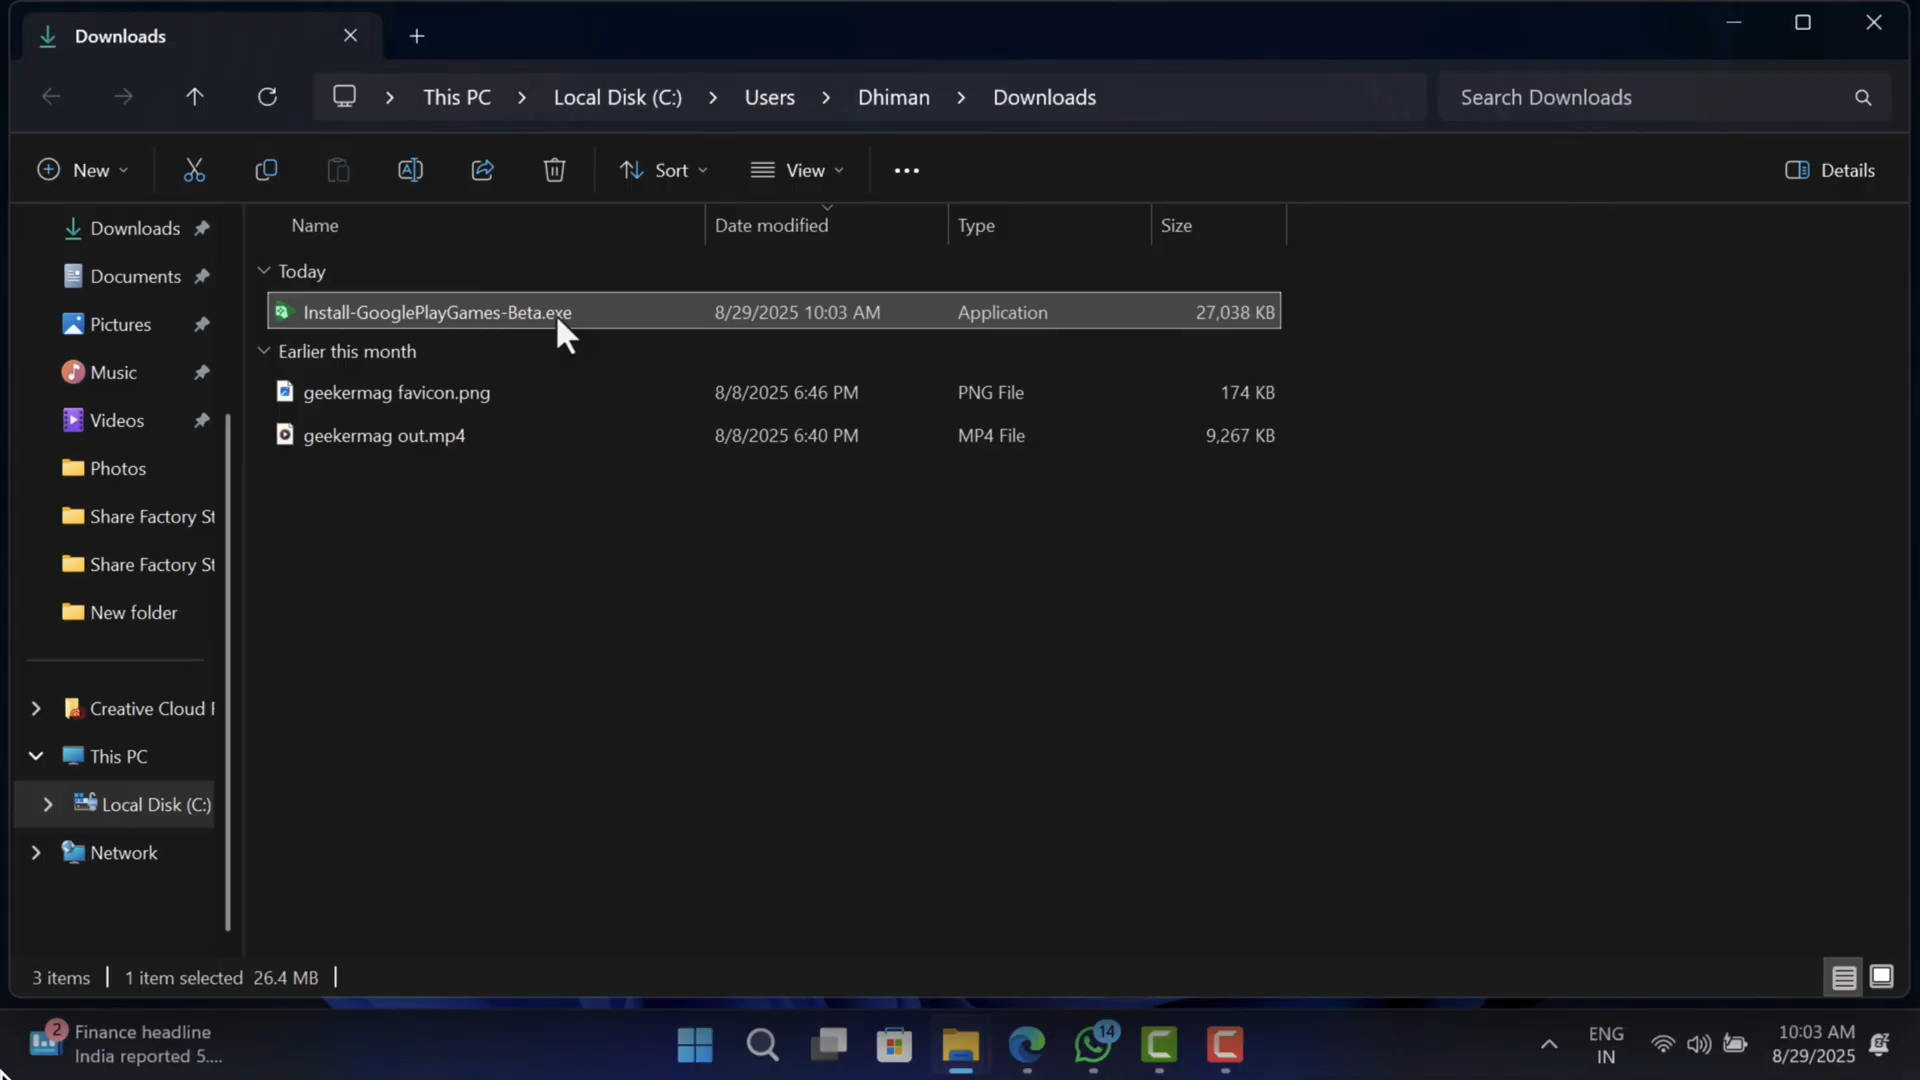 Downloads
This PC
Local Disk (C:)
Users
Dhiman
Downloads
Search Downloads
New
Sort
View
Details
Downloads
Documents
Pictures
Music
Videos
Photos
Share Factory St
Share Factory St
New folder
Creative Cloud F
This PC
Local Disk (C:)
Network
Name Date modified Type Size
Today
Install-GooglePlayGames-Beta.exe 8/29/2025 10:03 AM Application 27,038 KB
Earlier this month
geekermag favicon.png 8/8/2025 6:46 PM PNG File 174 KB
geekermag out.mp4 8/8/2025 6:40 PM MP4 File 9,267 KB
3 items 1 item selected 26.4 MB
2
Finance headline
India reported 5....
14
ENG
IN
10:03 AM
8/29/2025